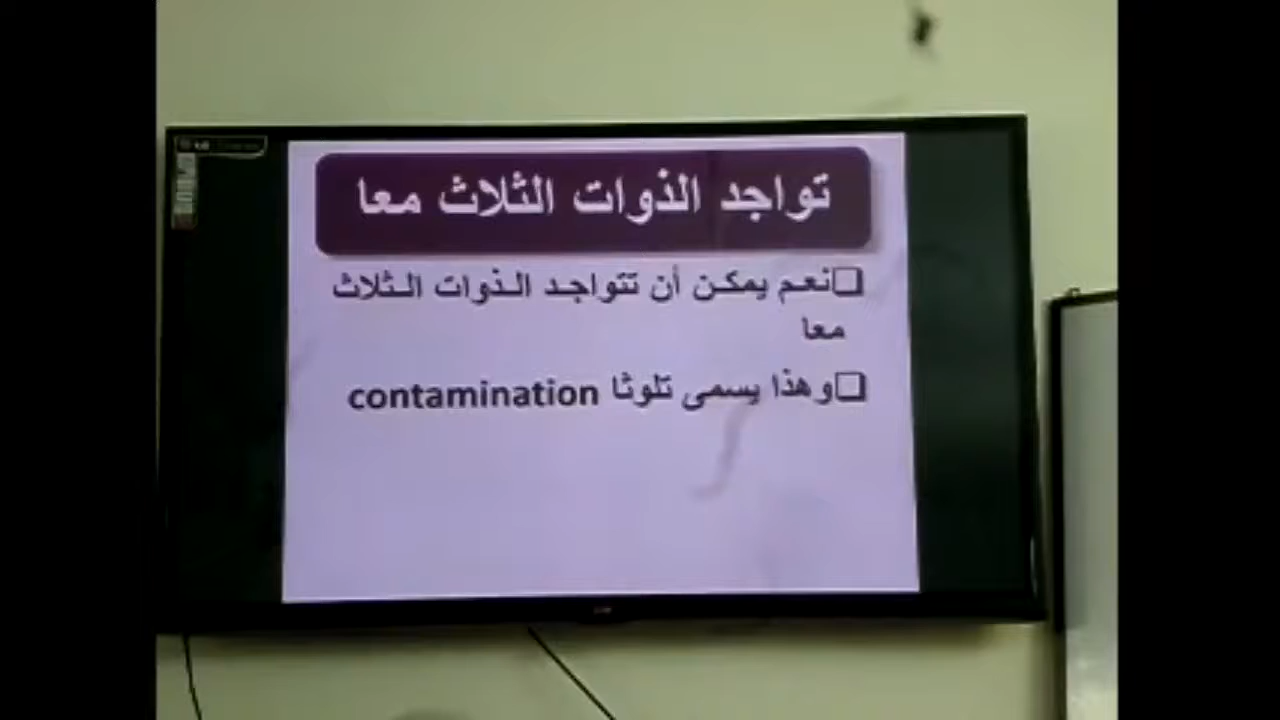 تواجد الذوات الثلاث معا
❑نعم يمكن أن تتواجد الذوات الثلاث
معا
❑وهذا يسمى تلوثا contamination